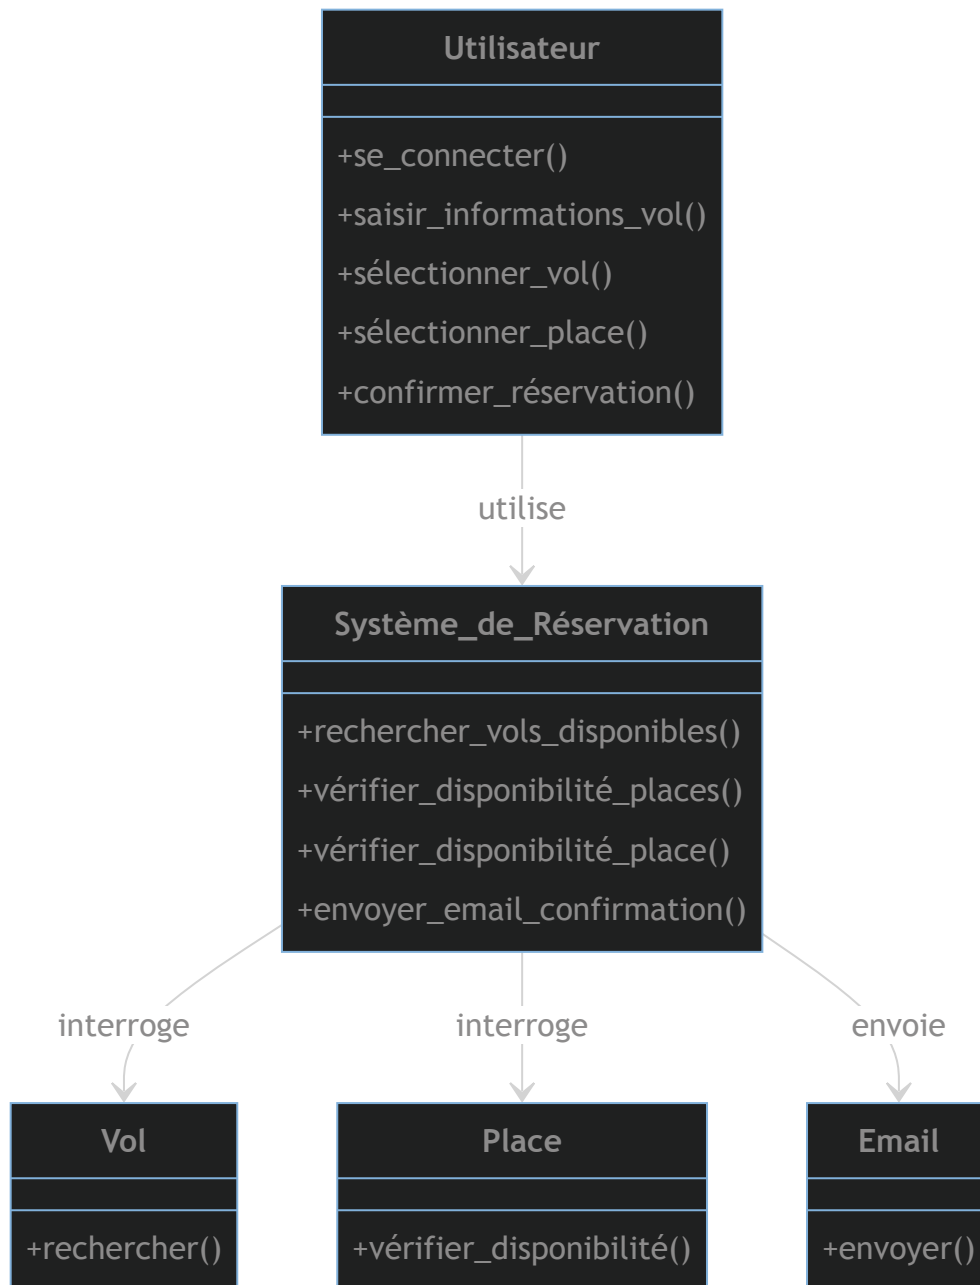 Utilisateur
+se_connecter()
+saisir_informations_vol()
+sélectionner_vol()
+sélectionner_place()
+confirmer_réservation()
utilise
Système_de_Réservation
+rechercher_vols_disponibles()
+vérifier_disponibilité_places()
+vérifier_disponibilité_place()
+envoyer_email_confirmation()
interroge
interroge
envoie
Vol
+rechercher()
Place
+vérifier_disponibilité()
Email
+envoyer()